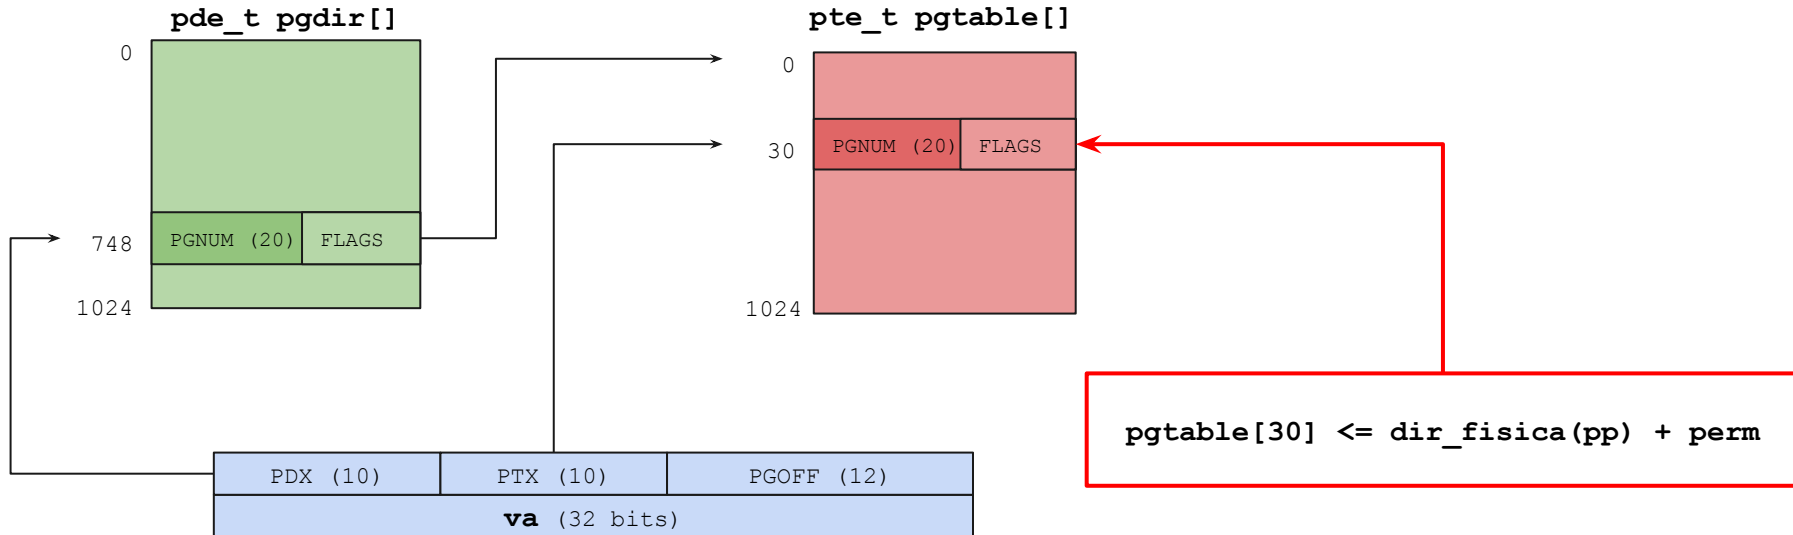 pde_t pgdir[]
pte_t pgtable[]
0
748
1024
PGNUM (20)
FLAGS
0
30
1024
PGNUM (20)
FLAGS
pgtable[30] <= dir_fisica(pp) + perm
PDX (10)
PTX (10)
PGOFF (12)
va (32 bits)